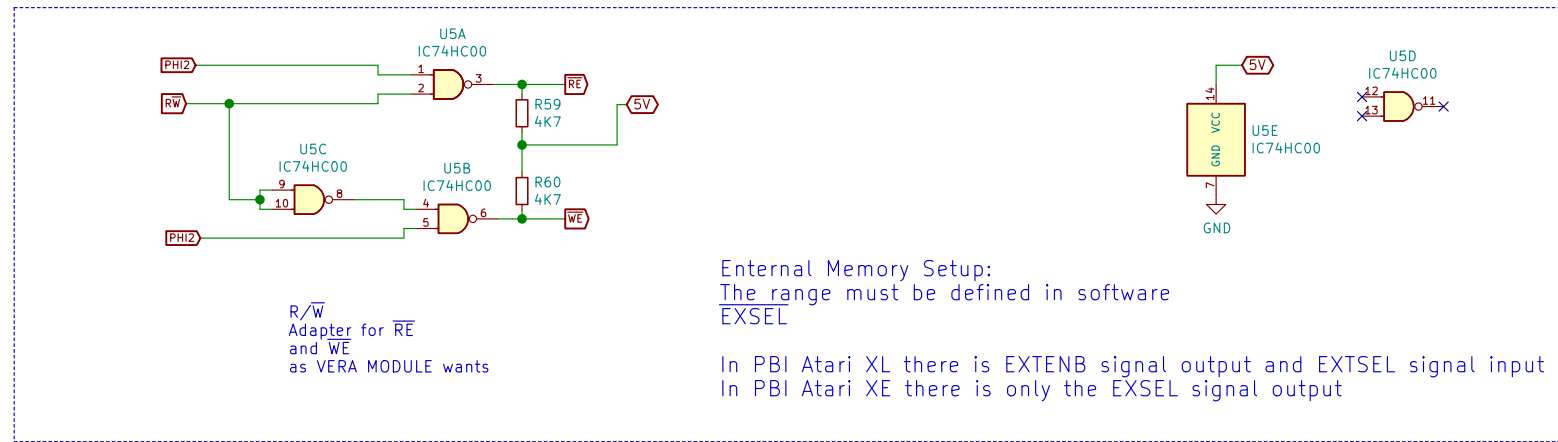 U5A
IC74HC00
PHI2
1
2
3
RE
RW
R59
4K7
5V
U5C
IC74HC00
9
10
8
U5B
IC74HC00
4
5
6
R60
4K7
WE
PHI2
R/W
Adapter for RE
and WE
as VERA MODULE wants
5V
14
VCC
GND
7
U5E
IC74HC00
GND
U5D
IC74HC00
12
13
11
Enternal Memory Setup:
The range must be defined in software
EXSEL
In PBI Atari XL there is EXTENB signal output and EXTSEL signal input
In PBI Atari XE there is only the EXSEL signal output